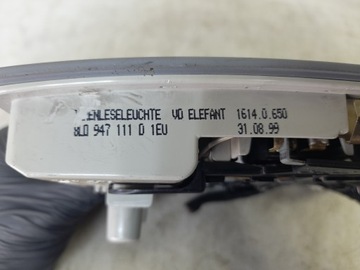 ENLESELEUCHTE VO ELEFANT 1614.0.650
8L0 947 111 D 1EU 31.08.99